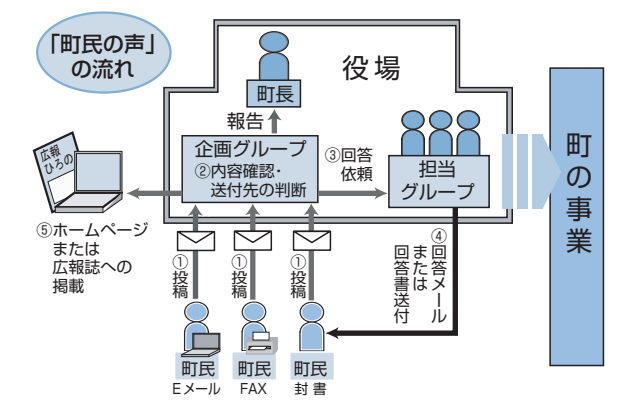 「町民の声」
の流れ
役場
町長
報告
企画グループ
②内容確認・
送付先の判断
③回答
依頼
担当
グループ
町の事業
広報
ひろの
⑤ホームページ
または
広報誌への
掲載
①投稿
①投稿
①投稿
④回答メール
または
回答書送付
町民
Eメール
町民
FAX
町民
封書